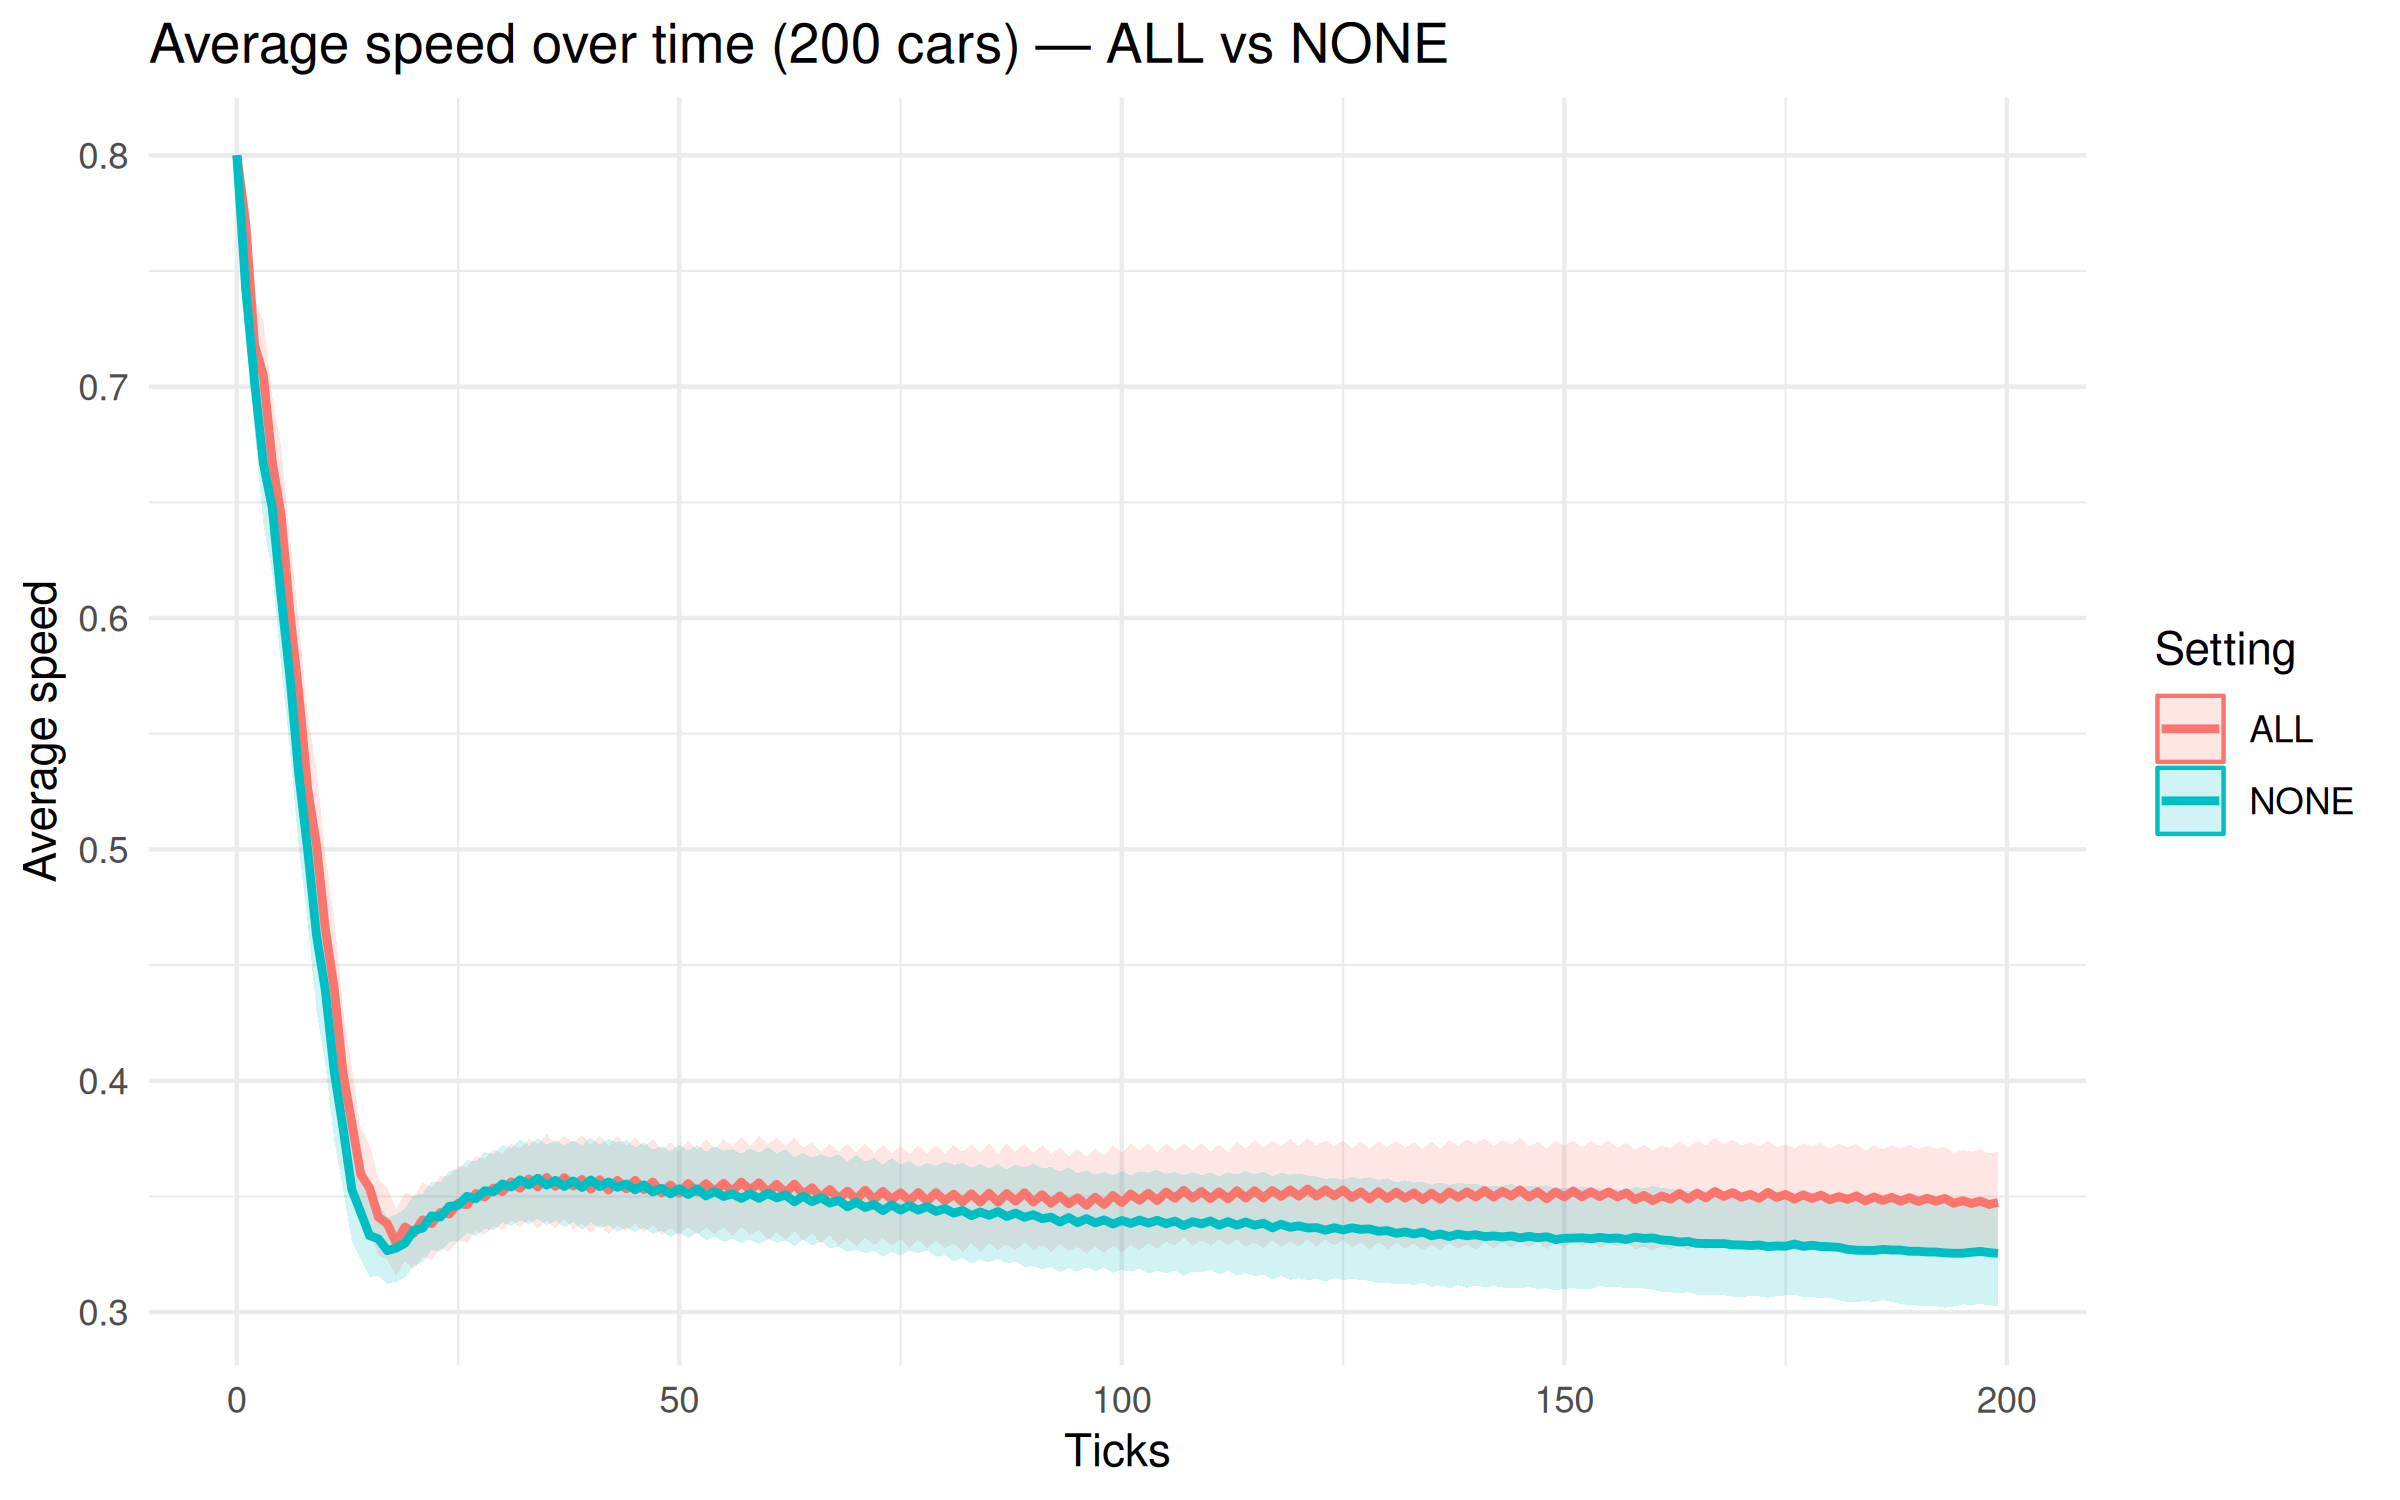 Average speed over time (200 cars) — ALL vs NONE
0.8
0.7
0.6
0.5
0.4
0.3
Average speed
0 50 100 150 200
Ticks
Setting
ALL
NONE